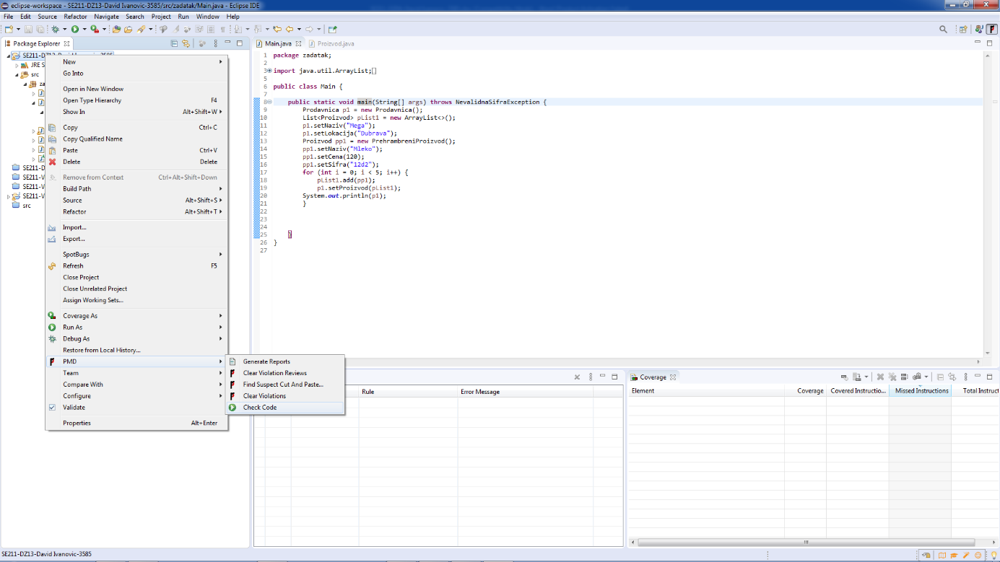 eclipse-workspace - SE211-DZ13-David Ivanovic-3585/src/zadatak/Main.java - Eclipse IDE
File Edit Source Refactor Navigate Search Project Run Window Help
Package Explorer
Main.java Proizvod.java
SE211-DZ13-David Ivanovic-3585
JRE S
src
za
SE211-D
SE211-V
SE211-V
SE211-V
src
New
Go Into
Open in New Window
Open Type Hierarchy F4
Show In Alt+Shift+W
Copy Ctrl+C
Copy Qualified Name
Paste Ctrl+V
Delete Delete
Remove from Context Ctrl+Alt+Shift+Down
Build Path
Source Alt+Shift+S
Refactor Alt+Shift+T
Import...
Export...
SpotBugs
Refresh F5
Close Project
Close Unrelated Project
Assign Working Sets...
Coverage As
Run As
Debug As
Restore from Local History...
PMD
Team
Compare With
Configure
Validate
Properties Alt+Enter
Generate Reports
Clear Violation Reviews
Find Suspect Cut And Paste...
Clear Violations
Check Code
1 package zadatak;
2
3 import java.util.ArrayList;
5
6 public class Main {
7
8 public static void main(String[] args) throws NevalidnaSifraException {
9 Prodavnica p1 = new Prodavnica();
10 List<Proizvod> pList1 = new ArrayList<>();
11 p1.setNaziv("Mega");
12 p1.setLokacija("Dubrava");
13 Proizvod pp1 = new PrehrambreniProizvod();
14 pp1.setNaziv("Mleko");
15 pp1.setCena(120);
16 pp1.setSifra("12d2");
17 for (int i = 0; i < 5; i++) {
18 pList1.add(pp1);
19 p1.setProizvod(pList1);
20 System.out.println(p1);
21 }
22
23
24
25 }
26 }
27
Rule Error Message
Coverage
Element Coverage Covered Instructio... Missed Instructions Total Instruct
SE211-DZ13-David Ivanovic-3585